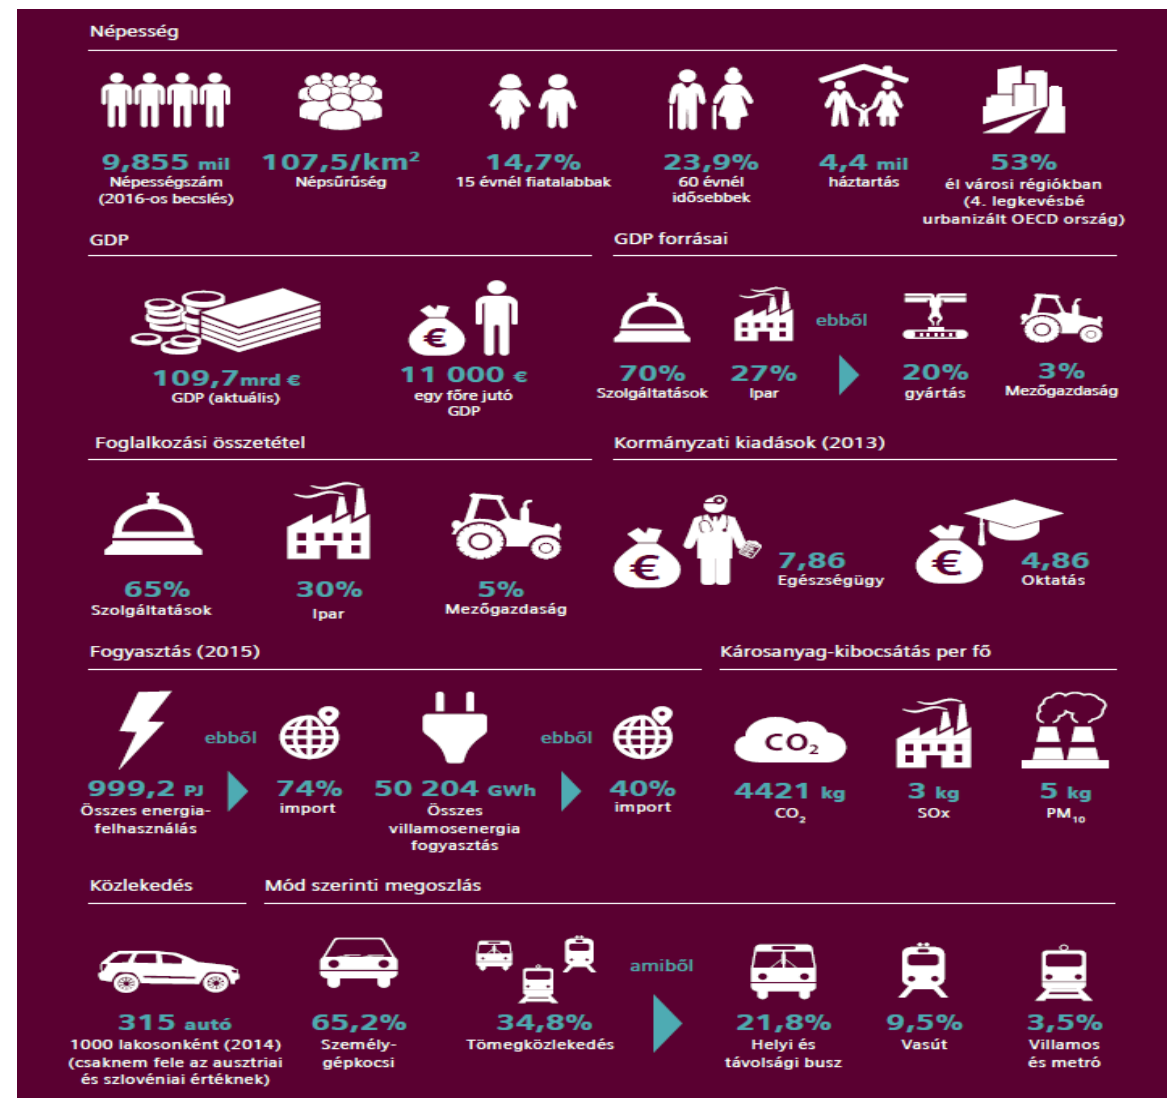 Népesség
9,855 mil
Népességszám
(2016-os becslés)
107,5/km²
Népsűrűség
14,7%
15 évnél fiatalabbak
23,9%
60 évnél
idősebbek
4,4 mil
háztartás
53%
él városi régiókban
(4. legkevésbé
urbanizált OECD ország)
GDP
109,7mrd €
GDP (aktuális)
€
11 000 €
egy főre jutó
GDP
GDP forrásai
70%
Szolgáltatások
27%
Ipar
ebből
20%
gyártás
3%
Mezőgazdaság
Foglalkozási összetétel
65%
Szolgáltatások
30%
Ipar
5%
Mezőgazdaság
Kormányzati kiadások (2013)
€
7,86
Egészségügy
€
4,86
Oktatás
Fogyasztás (2015)
999,2 PJ
Összes energia-
felhasználás
ebből
74%
import
50 204 GWh
Összes
villamosenergia
fogyasztás
ebből
40%
import
Károsanyag-kibocsátás per fő
CO₂
4421 kg
CO₂
3 kg
SOx
5 kg
PM₁₀
Közlekedés
315 autó
1000 lakosonként (2014)
(csaknem fele az ausztriai
és szlovéniai értéknek)
Mód szerinti megoszlás
65,2%
Személy-
gépkocsi
34,8%
Tömegközlekedés
amiből
21,8%
Helyi és
távolsági busz
9,5%
Vasút
3,5%
Villamos
és metró